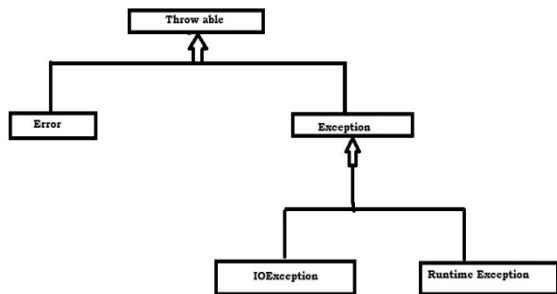 Throw able
Error
Exception
IOException
Runtime Exception